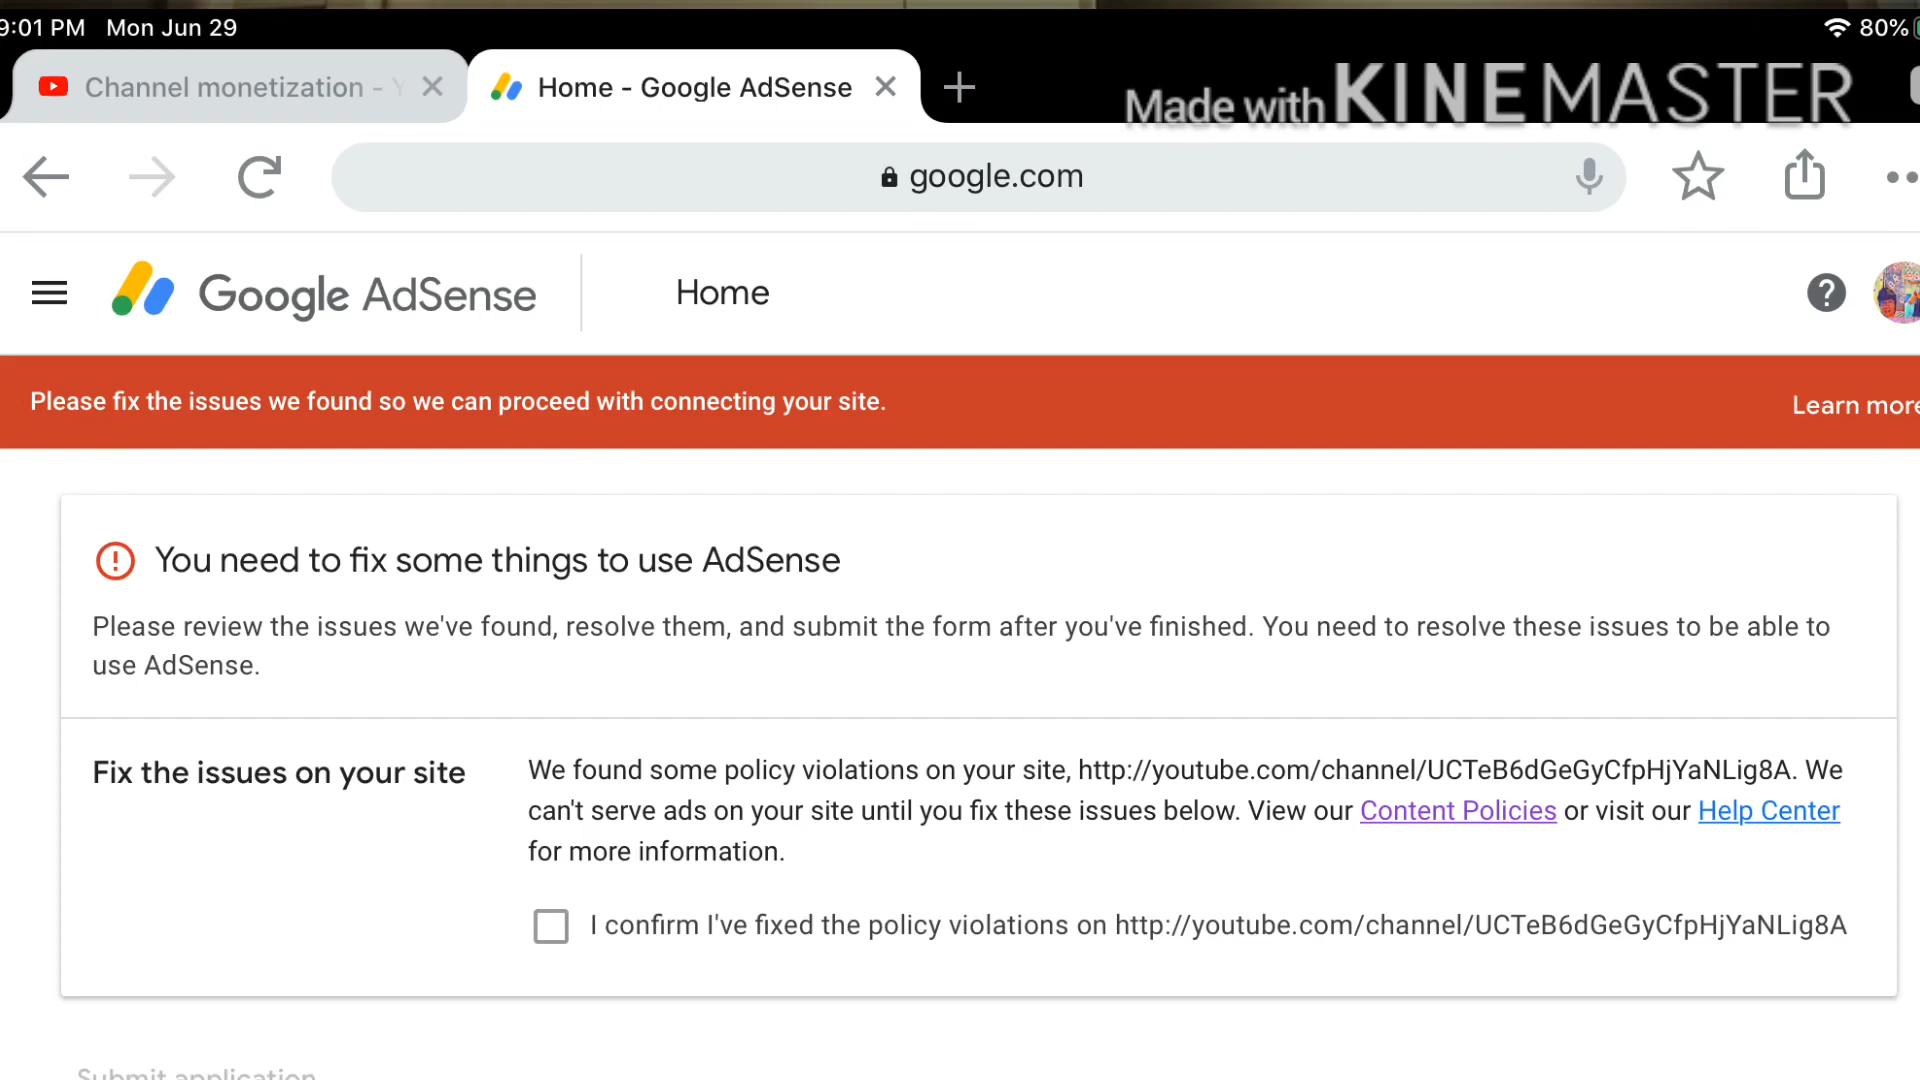 9:01 PM Mon Jun 29 80%
Channel monetization - Home - Google AdSense
Made with KINEMASTER
google.com
Google AdSense Home
Please fix the issues we found so we can proceed with connecting your site. Learn more
You need to fix some things to use AdSense
Please review the issues we've found, resolve them, and submit the form after you've finished. You need to resolve these issues to be able to
use AdSense.
Fix the issues on your site
We found some policy violations on your site, http://youtube.com/channel/UCTeB6dGeGyCfpHjYaNLig8A. We
can't serve ads on your site until you fix these issues below. View our Content Policies or visit our Help Center
for more information.
I confirm I've fixed the policy violations on http://youtube.com/channel/UCTeB6dGeGyCfpHjYaNLig8A
Submit application